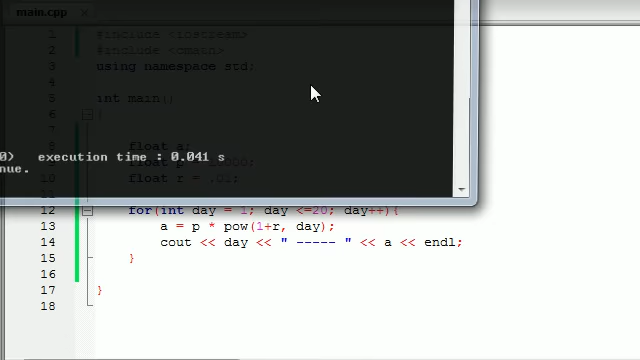 main.cpp
1 #include <iostream>
2 #include <cmath>
3 using namespace std;
4
5 int main()
6 {
7
8 float a;
0) execution time : 0.041 s
nue.
10 float r = .01;
11
12 for(int day = 1; day <=20; day++){
13 a = p * pow(1+r, day);
14 cout << day << " ----- " << a << endl;
15 }
16
17 }
18